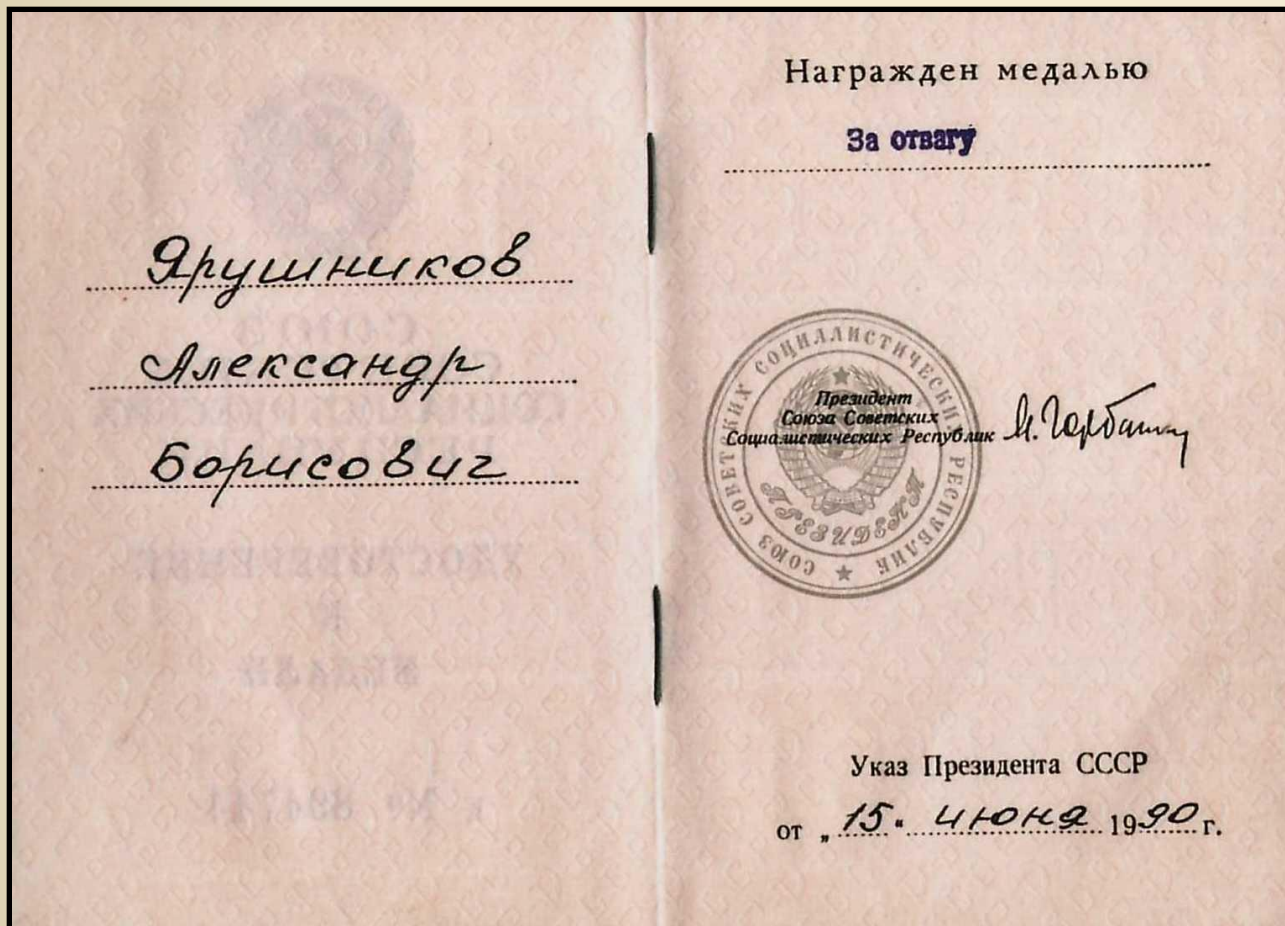 Ярушников
Александр
Борисович
Награжден медалью
За отвагу
СОЮЗ СОВЕТСКИХ СОЦИАЛИСТИЧЕСКИХ РЕСПУБЛИК
Президент
Союза Советских
Социалистических Республик М. Горбачев
ПРЕЗИДЕНТ
Указ Президента СССР
от „15“ июня 1990 г.